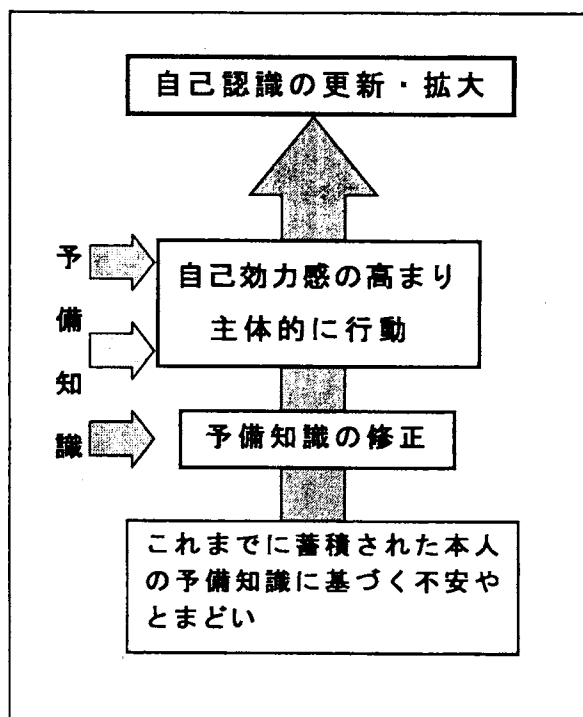 自己認識の更新・拡大
予備知識
自己効力感の高まり
主体的に行動
予備知識の修正
これまでに蓄積された本人
の予備知識に基づく不安や
とまどい